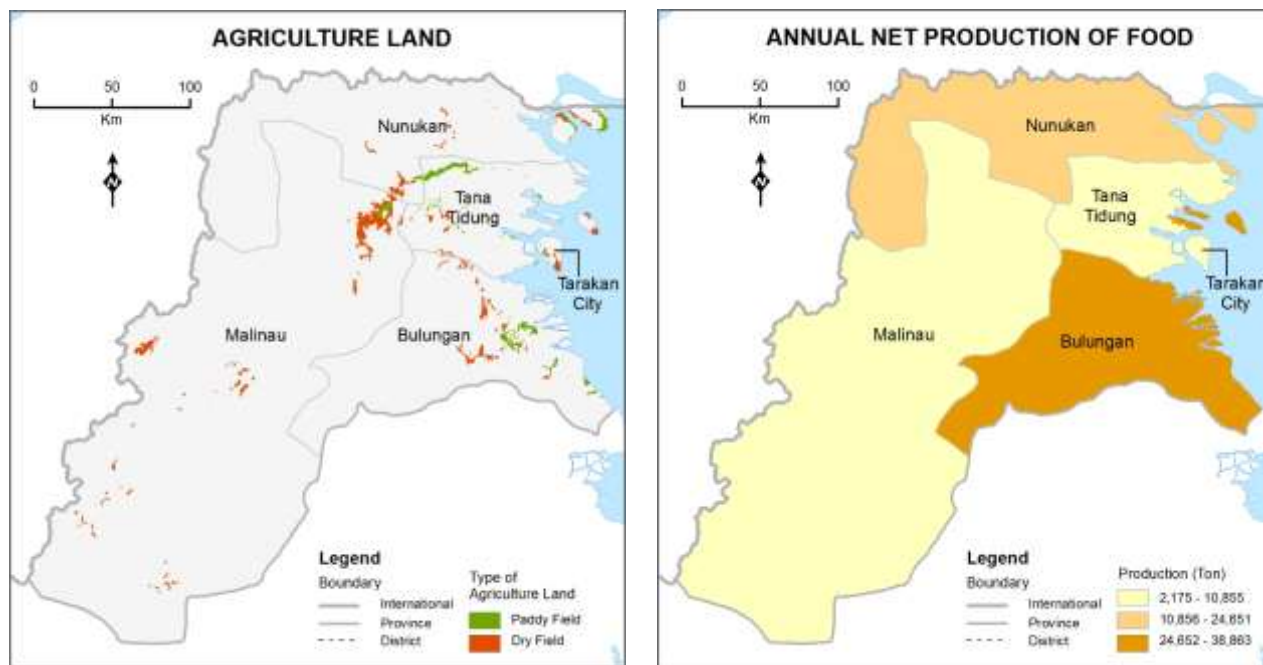 AGRICULTURE LAND
0 50 100
Km
N
Nunukan
Tana
Tidung
Tarakan
City
Malinau
Bulungan
Legend
Boundary
International
Province
District
Type of
Agriculture Land
Paddy Field
Dry Field
ANNUAL NET PRODUCTION OF FOOD
0 50 100
Km
N
Nunukan
Tana
Tidung
Tarakan
City
Malinau
Bulungan
Legend
Boundary
International
Province
District
Production (Ton)
2,175 - 10,855
10,856 - 24,651
24,652 - 38,863